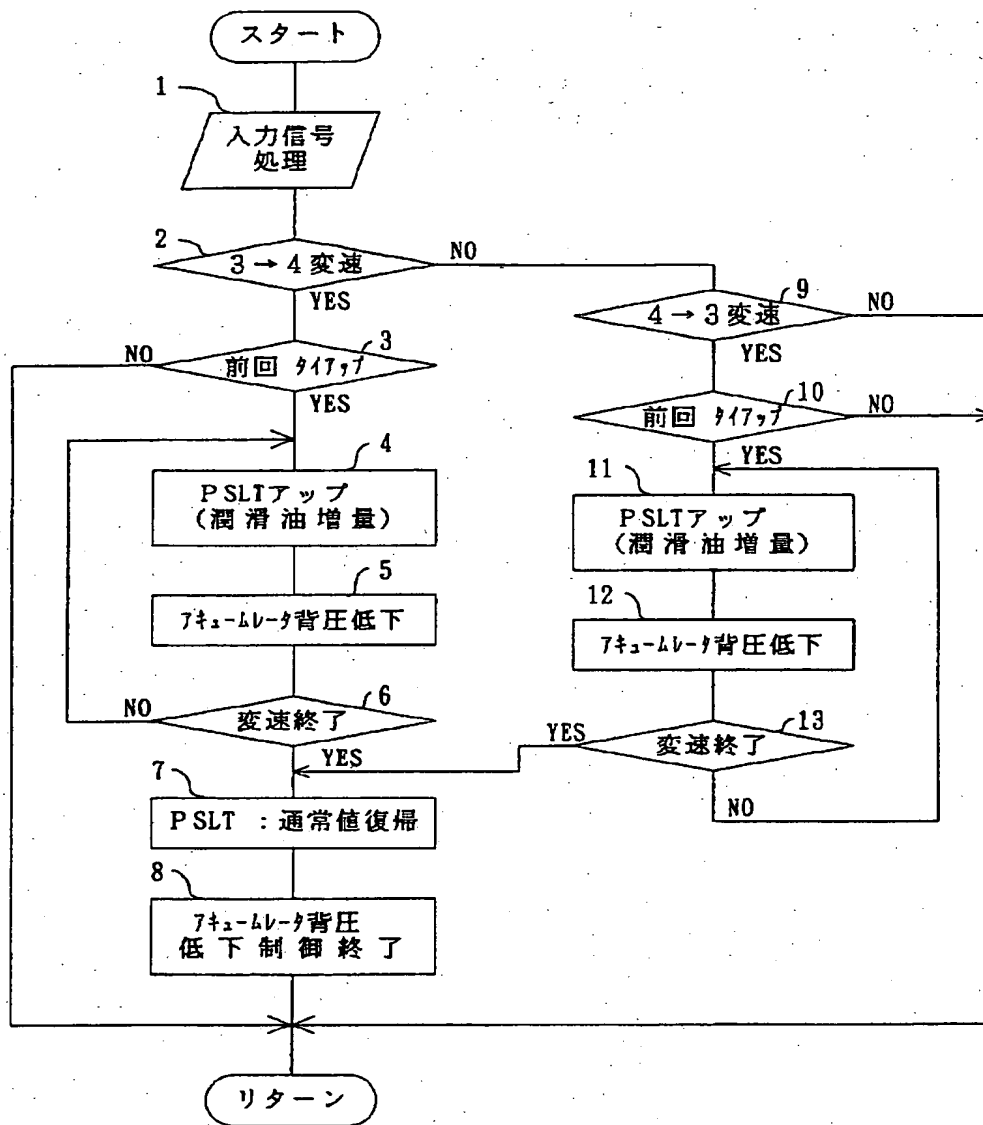 スタート
1
入力信号
処理
2
3→4変速
NO
YES
9
4→3変速
NO
YES
3
前回 タイアップ
NO
YES
10
前回 タイアップ
NO
YES
4
PSLTアップ
(潤滑油増量)
11
PSLTアップ
(潤滑油増量)
5
アキュームレータ背圧低下
12
アキュームレータ背圧低下
6
変速終了
NO
YES
13
変速終了
YES
NO
7
PSLT :通常値復帰
8
アキュームレータ背圧
低下制御終了
リターン